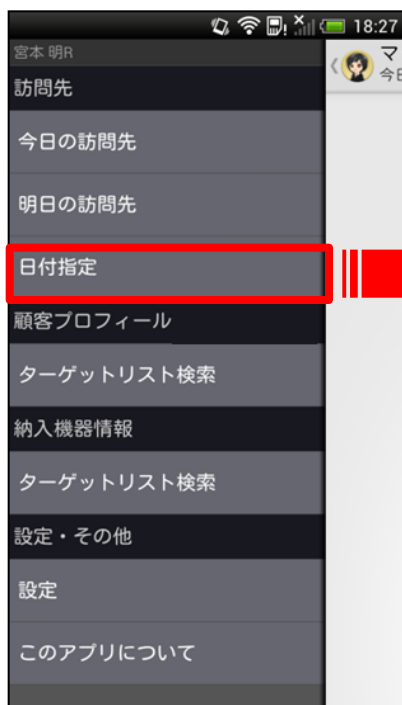 18:27
宮本 明R
マ
今日
訪問先
今日の訪問先
明日の訪問先
日付指定
顧客プロフィール
ターゲットリスト検索
納入機器情報
ターゲットリスト検索
設定・その他
設定
このアプリについて